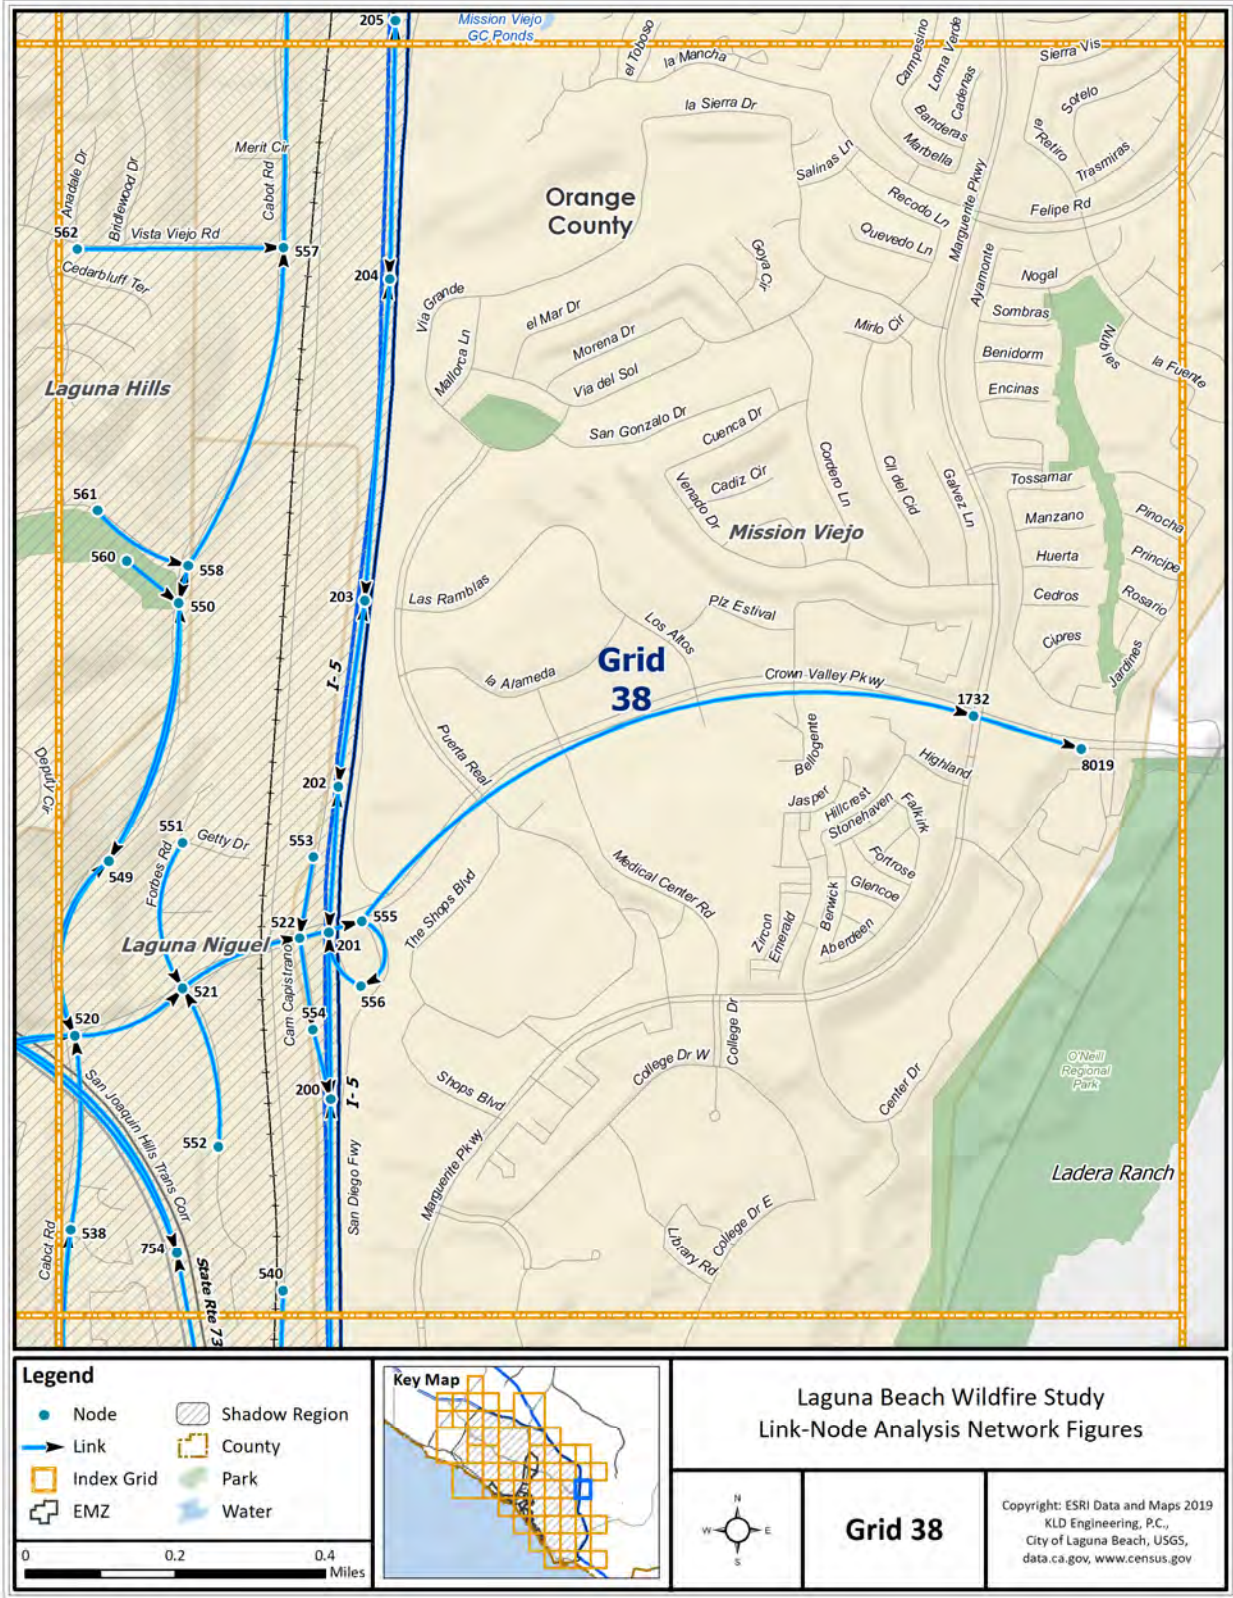 205
Mission Viejo
GC Ponds
el Toboso
la Mancha
Campesino
Loma Verde
Cadenas
Sierra Vis
Sotelo
la Sierra Dr
Banderas
el Retiro
Merit Cir
Marbella
Trasmiras
Salinas Ln
Anadale Dr
Bridlewood Dr
Cabot Rd
Orange
County
Recodo Ln
Marguerite Pkwy
Felipe Rd
562
Vista Viejo Rd
557
Quevedo Ln
Goya Cir
Cedarbluff Ter
204
Ayamonte
Nogal
Via Grande
el Mar Dr
Sombras
Mirlo Cir
Morena Dr
Nubles
Mallorca Ln
Benidorm
la Fuente
Laguna Hills
Via del Sol
Encinas
San Gonzalo Dr
Cuenca Dr
Cordero Ln
Cll del Cid
Galvez Ln
Cadiz Cir
Venado Dr
Tossamar
561
Manzano
Pinocha
Mission Viejo
560
558
Huerta
Principe
550
203
Las Ramblas
Plz Estival
Cedros
Rosario
Los Altos
Cipres
Jardines
I-5
la Alameda
Grid
38
Crown Valley Pkwy
1732
Puerta Real
Bellogente
Highland
8019
Deputy Cir
202
Jasper
Hillcrest
Stonehaven
Falkirk
551
Getty Dr
553
Forbes Rd
549
Medical Center Rd
Fortrose
Glencoe
The Shops Blvd
Berwick
555
522
Laguna Niguel
201
Zircon
Emerald
Aberdeen
Cam Capistrano
521
556
520
554
College Dr
College Dr W
O'Neill
Regional
Park
San Joaquin Hills Trans Corr
Shops Blvd
Center Dr
200
I-5
552
Marguerite Pkwy
San Diego Fwy
Ladera Ranch
Cabot Rd
538
754
Library Rd
College Dr E
540
State Rte 73
Legend
Node
Shadow Region
Link
County
Index Grid
Park
EMZ
Water
0
0.2
0.4
Miles
Key Map
Laguna Beach Wildfire Study
Link-Node Analysis Network Figures
N
W
E
S
Grid 38
Copyright: ESRI Data and Maps 2019
KLD Engineering, P.C.,
City of Laguna Beach, USGS,
data.ca.gov, www.census.gov